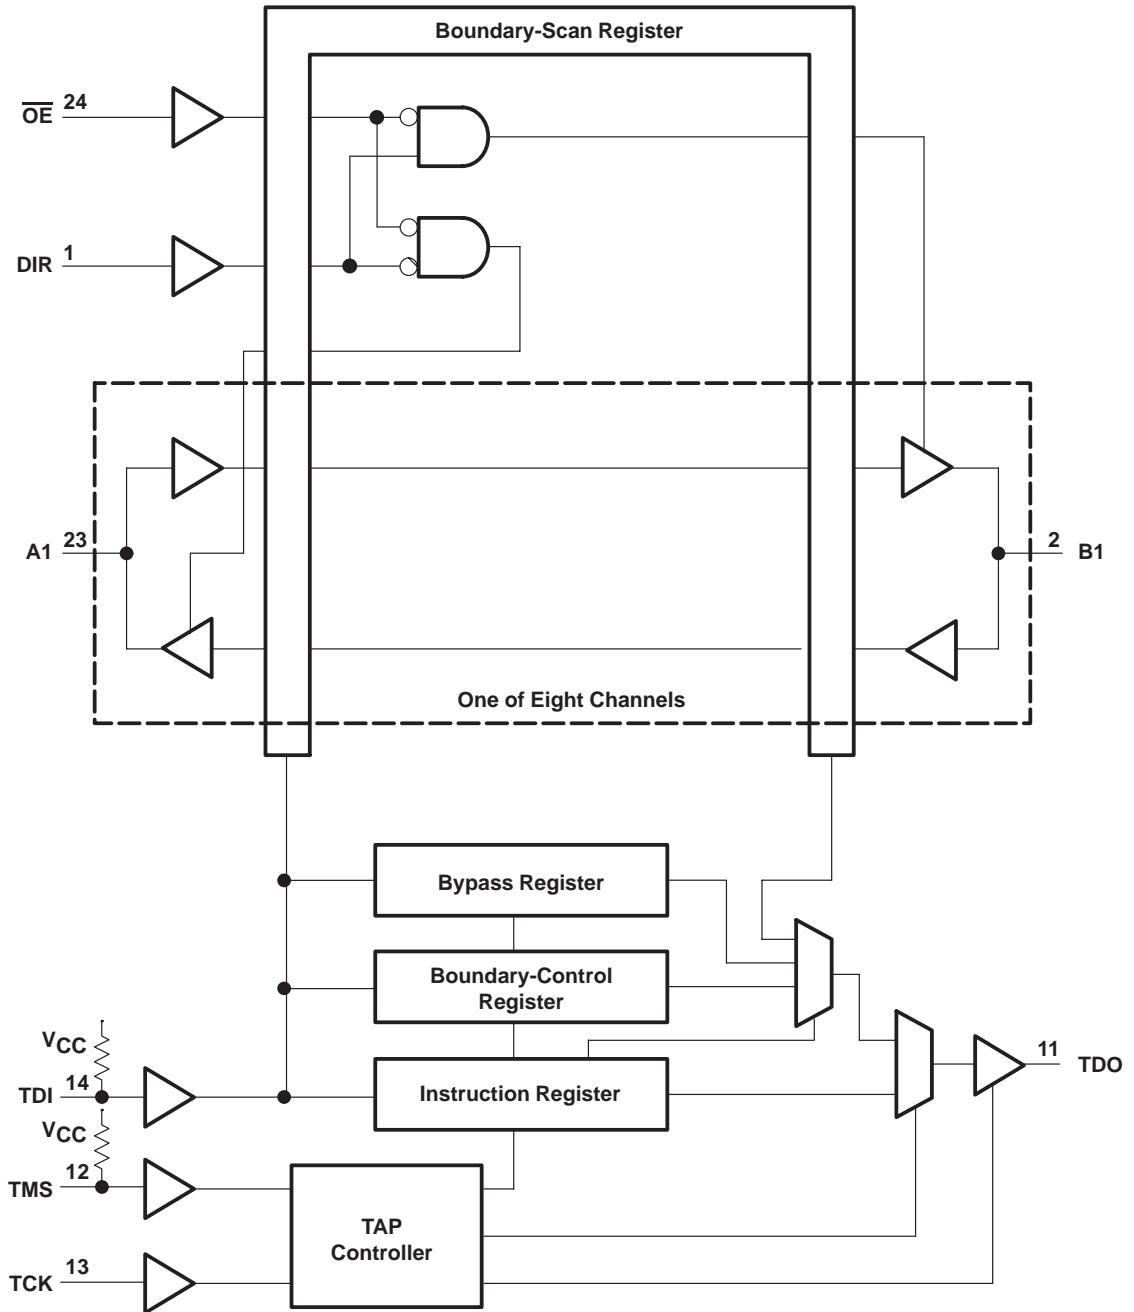 Boundary-Scan Register
OE 24
DIR 1
A1 23
2 B1
One of Eight Channels
Bypass Register
Boundary-Control
Register
VCC
11 TDO
TDI 14
Instruction Register
VCC
TMS 12
TAP
Controller
TCK 13